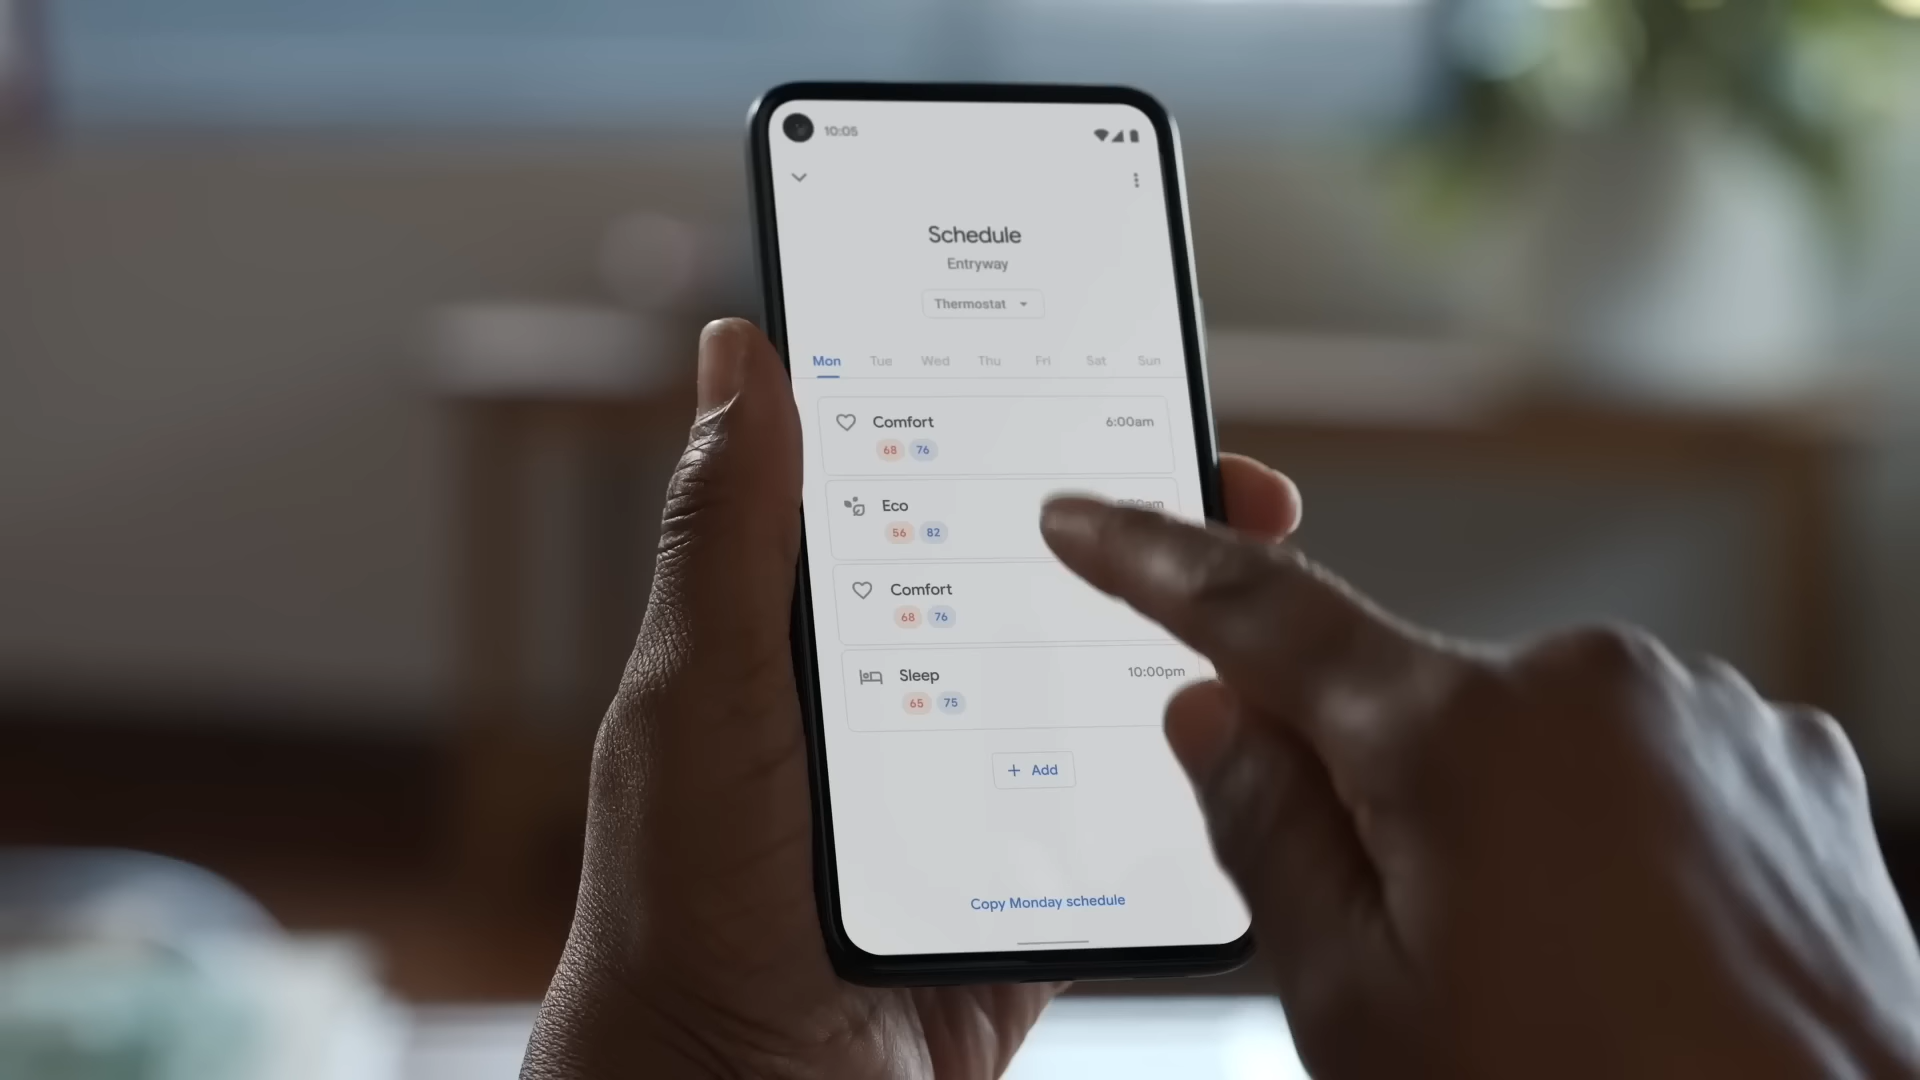 10:05
Schedule
Entryway
Thermostat
Mon Tue Wed Thu Fri Sat Sun
Comfort 6:00am
68 76
Eco
56 82
Comfort
68 76
Sleep 10:00pm
65 75
+ Add
Copy Monday schedule